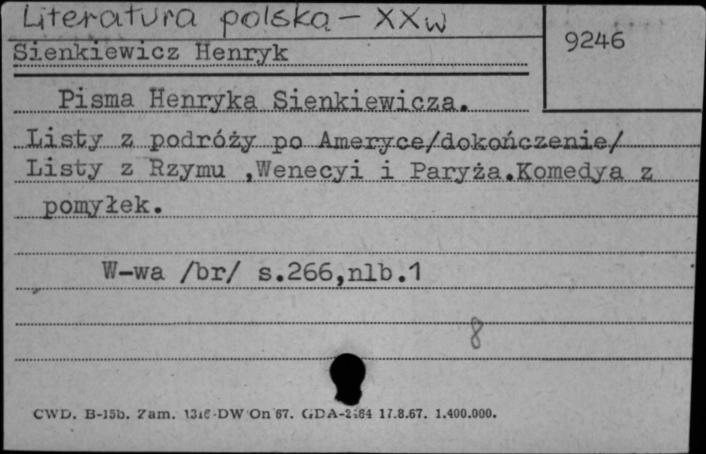 Literatura polska - XXw
9246
Sienkiewicz Henryk
Pisma Henryka Sienkiewicza.
Listy z podróży po Ameryce/dokończenie/
Listy z Rzymu ,Wenecyi i Paryża.Komedya z
pomyłek.
W-wa /br/ s.266,nlb.1
8
CWD. B-15b. Zam. DW On 67. GDA- 17.8.67. 1.400.000.